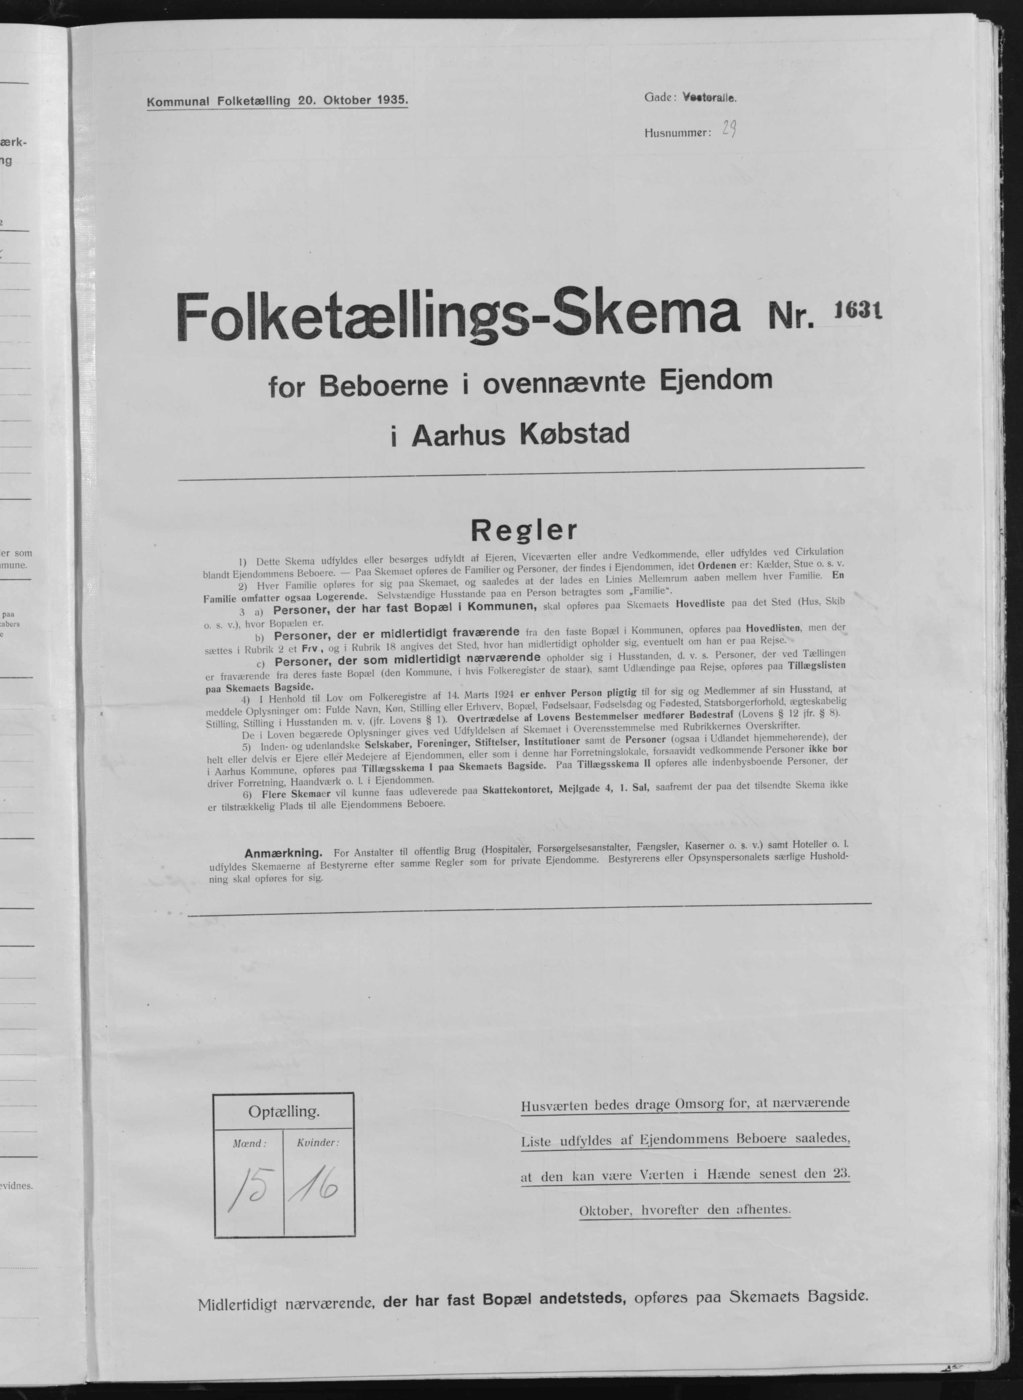 Kommunal Folketælling 20. Oktober 1935.
Gade: Vesteralle.
Husnummer: 29
Folketællings-Skema Nr. 1631
for Beboerne i ovennævnte Ejendom
i Aarhus Købstad
Regler
1) Dette Skema udfyldes eller besørges udfyldt af Ejeren, Viceværten eller andre Vedkommende, eller udfyldes ved Cirkulation
blandt Ejendommens Beboere. — Paa Skemaet opføres de Familier og Personer, der findes i Ejendommen, idet Ordenen er: Kælder, Stue o. s. v.
2) Hver Familie opføres for sig paa Skemaet, og saaledes at der lades en Linies Mellemrum aaben mellem hver Familie. En
Familie omfatter ogsaa Logerende. Selvstændige Husstande paa en Person betragtes som „Familie".
3 a) Personer, der har fast Bopæl i Kommunen, skal opføres paa Skemaets Hovedliste paa det Sted (Hus, Skib
o. s. v.), hvor Bopælen er.
b) Personer, der er midlertidigt fraværende fra den faste Bopæl i Kommunen, opføres paa Hovedlisten, men der
sættes i Rubrik 2 et Frv, og i Rubrik 18 angives det Sted, hvor han midlertidigt opholder sig, eventuelt om han er paa Rejse.
c) Personer, der som midlertidigt nærværende opholder sig i Husstanden, d. v. s. Personer, der ved Tællingen
er fraværende fra deres faste Bopæl (den Kommune, i hvis Folkeregister de staar), samt Udlændinge paa Rejse, opføres paa Tillægslisten
paa Skemaets Bagside.
4) I Henhold til Lov om Folkeregistre af 14. Marts 1924 er enhver Person pligtig til for sig og Medlemmer af sin Husstand, at
meddele Oplysninger om: Fulde Navn, Køn, Stilling eller Erhverv, Bopæl, Fødselsaar, Fødselsdag og Fødested, Statsborgerforhold, ægteskabelig
Stilling, Stilling i Husstanden m. v. (jfr. Lovens § 1). Overtrædelse af Lovens Bestemmelser medfører Bødestraf (Lovens § 12 jfr. § 8).
De i Loven begærede Oplysninger gives ved Udfyldelsen af Skemaet i Overensstemmelse med Rubrikkernes Overskrifter.
5) Inden- og udenlandske Selskaber, Foreninger, Stiftelser, Institutioner samt de Personer (ogsaa i Udlandet hjemmehørende), der
helt eller delvis er Ejere eller Medejere af Ejendommen, eller som i denne har Forretningslokale, forsaavidt vedkommende Personer ikke bor
i Aarhus Kommune, opføres paa Tillægsskema I paa Skemaets Bagside. Paa Tillægsskema II opføres alle indenbysboende Personer, der
driver Forretning, Haandværk o. l. i Ejendommen.
6) Flere Skemaer vil kunne faas udleverede paa Skattekontoret, Mejlgade 4, 1. Sal, saafremt der paa det tilsendte Skema ikke
er tilstrækkelig Plads til alle Ejendommens Beboere.
Anmærkning. For Anstalter til offentlig Brug (Hospitaler, Forsørgelsesanstalter, Fængsler, Kaserner o. s. v.) samt Hoteller o. l.
udfyldes Skemaerne af Bestyrerne efter samme Regler som for private Ejendomme. Bestyrerens eller Opsynspersonalets særlige Hushold-
ning skal opføres for sig.
Optælling.
Mænd: Kvinder:
15 16
Husværten bedes drage Omsorg for, at nærværende
Liste udfyldes af Ejendommens Beboere saaledes,
at den kan være Værten i Hænde senest den 23.
Oktober, hvorefter den afhentes.
Midlertidigt nærværende, der har fast Bopæl andetsteds, opføres paa Skemaets Bagside.